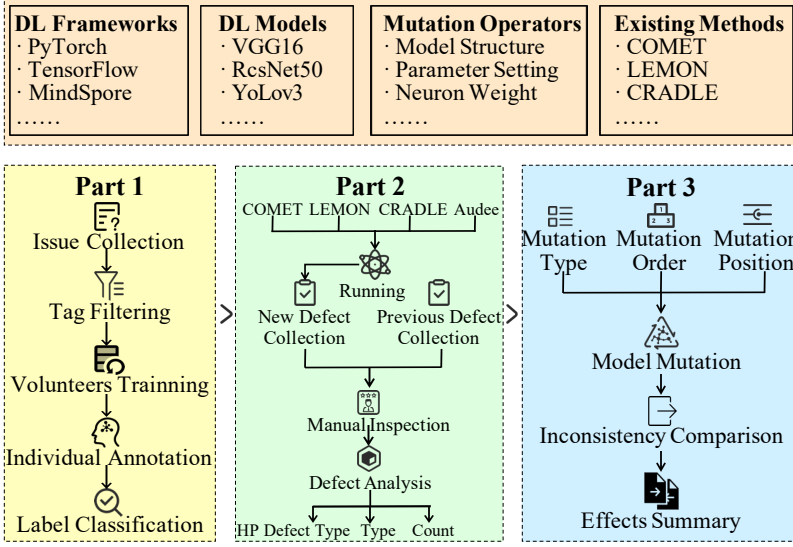 DL Frameworks
· PyTorch
· TensorFlow
· MindSpore
······
DL Models
· VGG16
· RcsNet50
· YoLov3
······
Mutation Operators
· Model Structure
· Parameter Setting
· Neuron Weight
······
Existing Methods
· COMET
· LEMON
· CRADLE
······
Part 1
Issue Collection
Tag Filtering
Volunteers Trainning
Individual Annotation
Label Classification
>
Part 2
COMET LEMON CRADLE Audee
Running
New Defect
Collection
Previous Defect
Collection
Manual Inspection
Defect Analysis
HP Defect Type Type Count
>
Part 3
1
2 3
Mutation
Type
Mutation
Order
Mutation
Position
Model Mutation
Inconsistency Comparison
Effects Summary